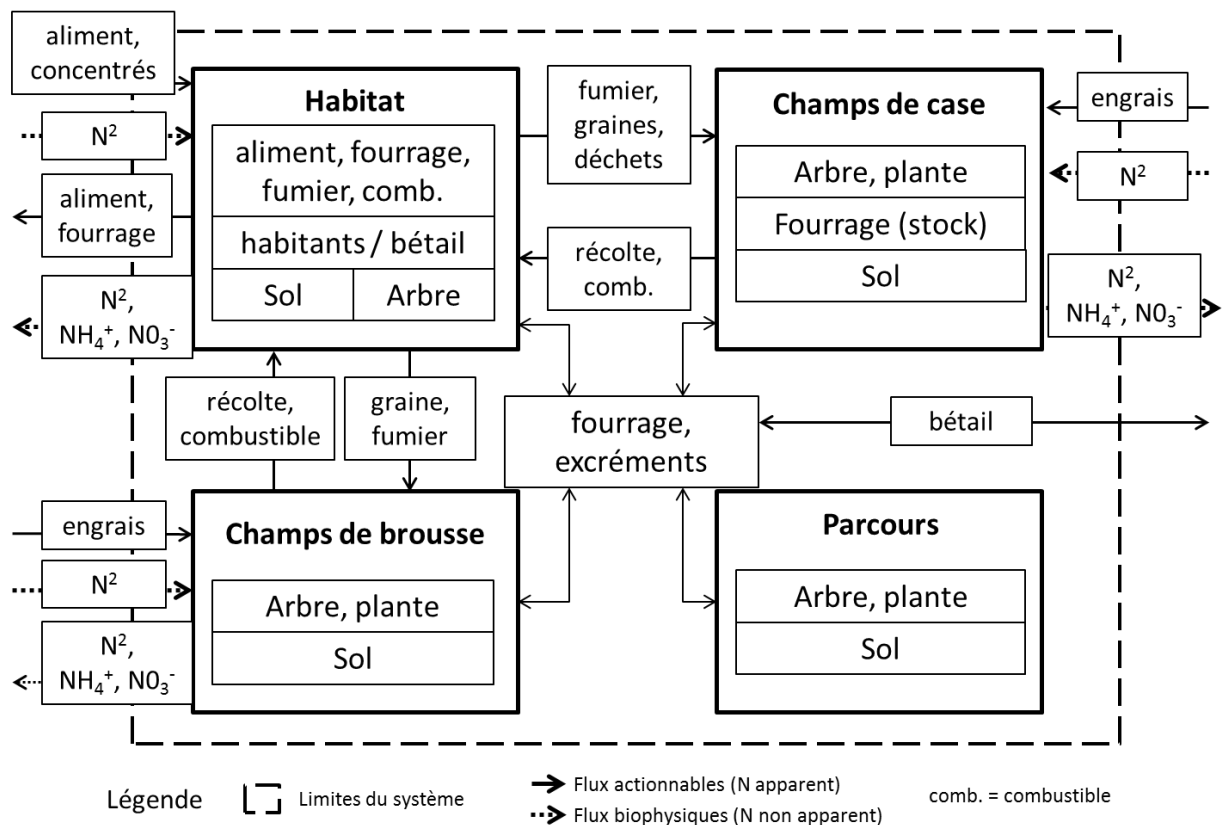 aliment,
concentrés
N²
aliment,
fourrage
N²,
NH₄⁺, N0₃⁻
Habitat
aliment, fourrage,
fumier, comb.
habitants / bétail
Sol
Arbre
fumier,
graines,
déchets
récolte,
comb.
Champs de case
Arbre, plante
Fourrage (stock)
Sol
engrais
N²
N²,
NH₄⁺, N0₃⁻
récolte,
combustible
graine,
fumier
fourrage,
excréments
bétail
engrais
N²
N²,
NH₄⁺, N0₃⁻
Champs de brousse
Arbre, plante
Sol
Parcours
Arbre, plante
Sol
Légende
Limites du système
Flux actionnables (N apparent)
Flux biophysiques (N non apparent)
comb. = combustible